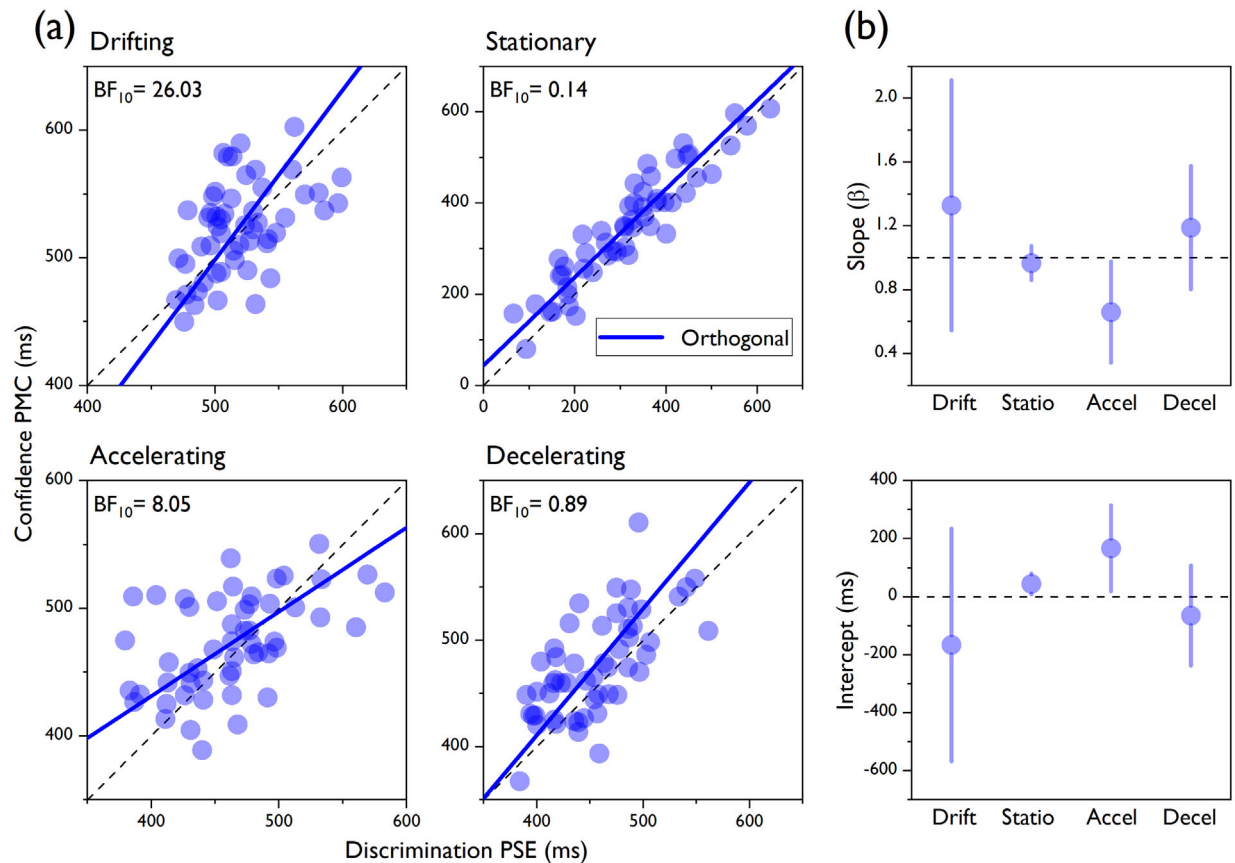 (a)
Drifting
BF10= 26.03
600
500
400
400
500
600
Stationary
BF10= 0.14
600
400
200
0
0
200
400
600
Orthogonal
Accelerating
BF10= 8.05
600
500
400
400
500
600
Decelerating
BF10= 0.89
600
500
400
400
500
600
Confidence PMC (ms)
Discrimination PSE (ms)
(b)
Slope (β)
2.0
1.6
1.2
0.8
0.4
Drift Statio Accel Decel
Intercept (ms)
400
200
0
-200
-400
-600
Drift Statio Accel Decel